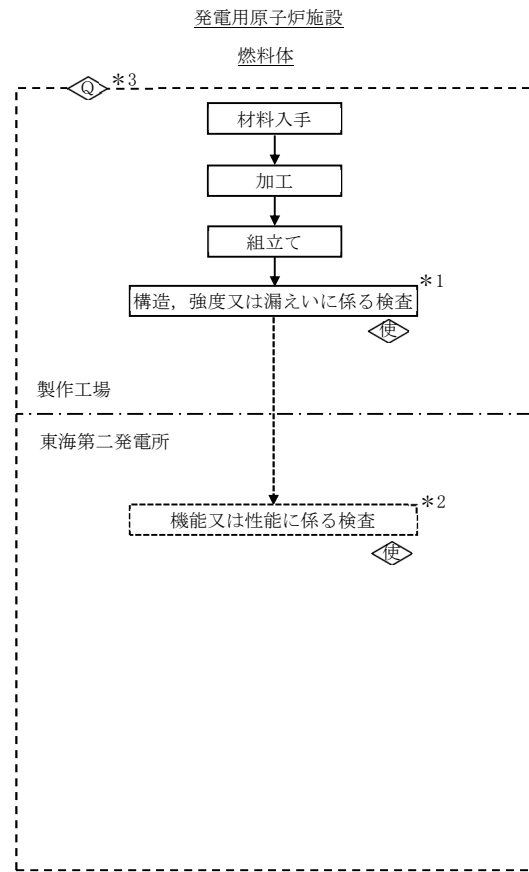 発電用原子炉施設
燃料体
Q *3
材料入手
加工
組立て
構造,強度又は漏えいに係る検査 *1
使
製作工場
東海第二発電所
機能又は性能に係る検査 *2
使